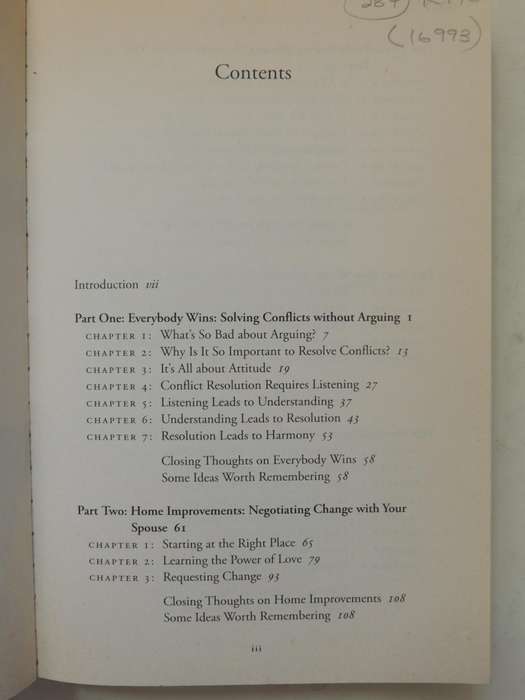 (16993)
Contents
Introduction vii
Part One: Everybody Wins: Solving Conflicts without Arguing 1
CHAPTER 1: What's So Bad about Arguing? 7
CHAPTER 2: Why Is It So Important to Resolve Conflicts? 13
CHAPTER 3: It's All about Attitude 19
CHAPTER 4: Conflict Resolution Requires Listening 27
CHAPTER 5: Listening Leads to Understanding 37
CHAPTER 6: Understanding Leads to Resolution 43
CHAPTER 7: Resolution Leads to Harmony 53
Closing Thoughts on Everybody Wins 58
Some Ideas Worth Remembering 58
Part Two: Home Improvements: Negotiating Change with Your
Spouse 61
CHAPTER 1: Starting at the Right Place 65
CHAPTER 2: Learning the Power of Love 79
CHAPTER 3: Requesting Change 93
Closing Thoughts on Home Improvements 108
Some Ideas Worth Remembering 108
iii